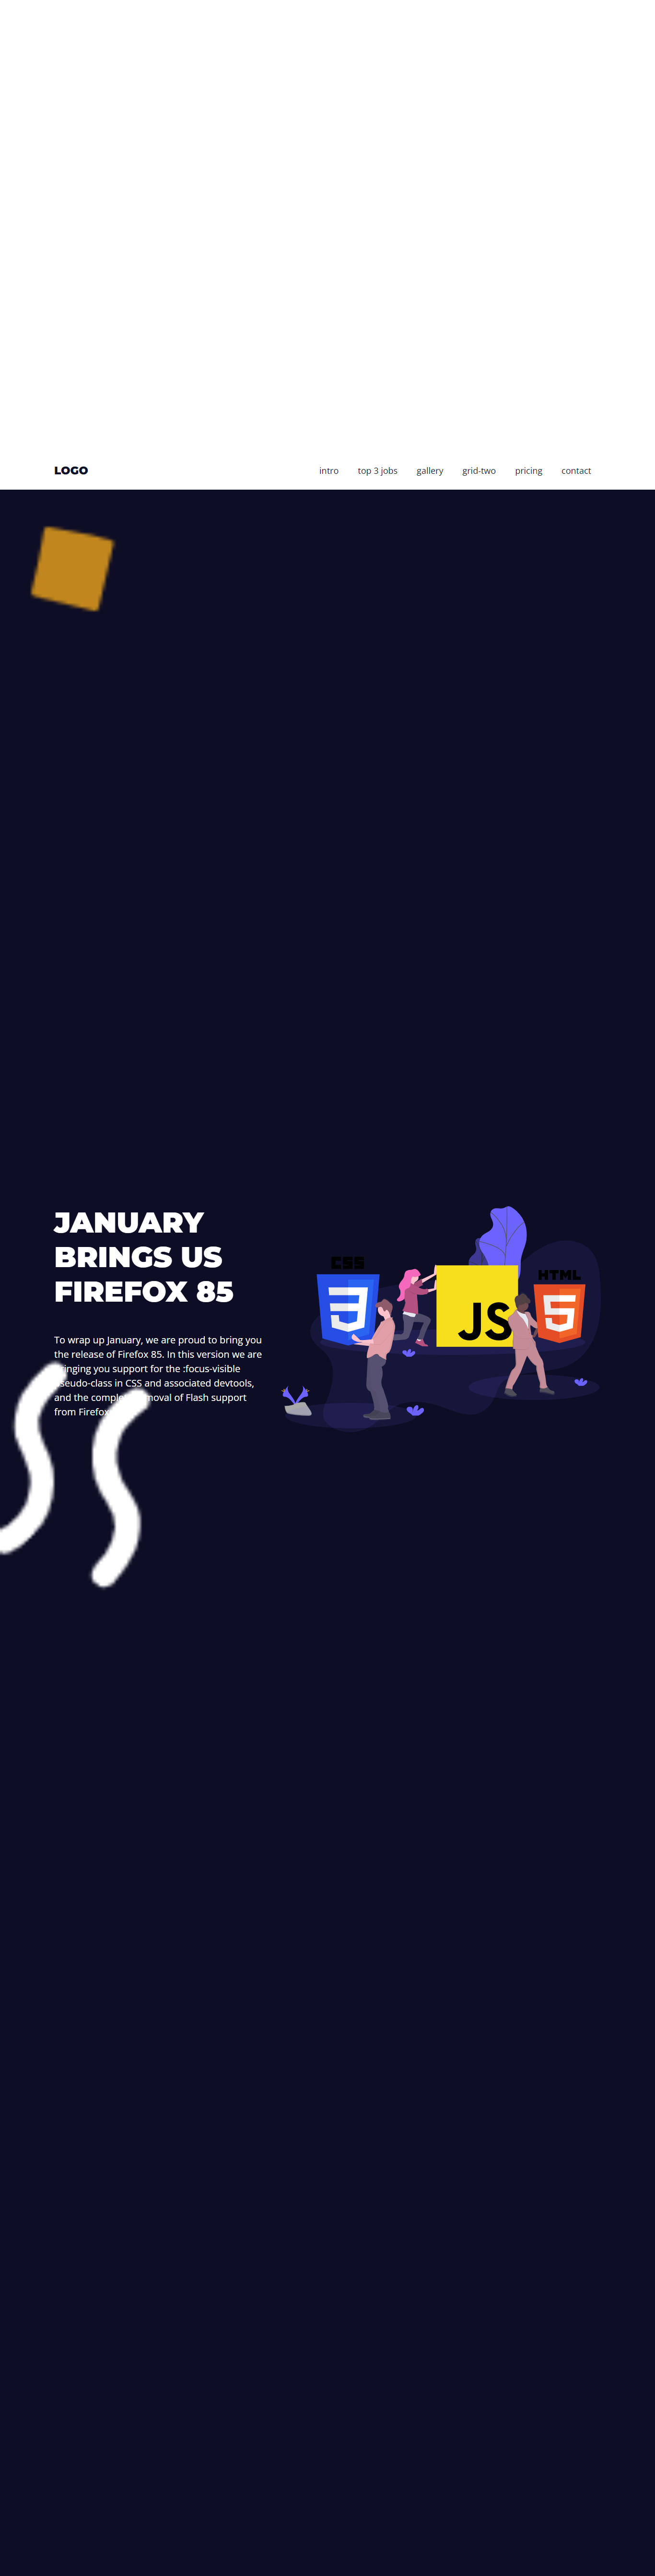 LOGO
intro top 3 jobs gallery grid-two pricing contact
JANUARY
BRINGS US
FIREFOX 85
CSS
HTML
JS
To wrap up January, we are proud to bring you
the release of Firefox 85. In this version we are
you support for the :focus-visible
in CSS and associated devtools,
and the of Flash support
from